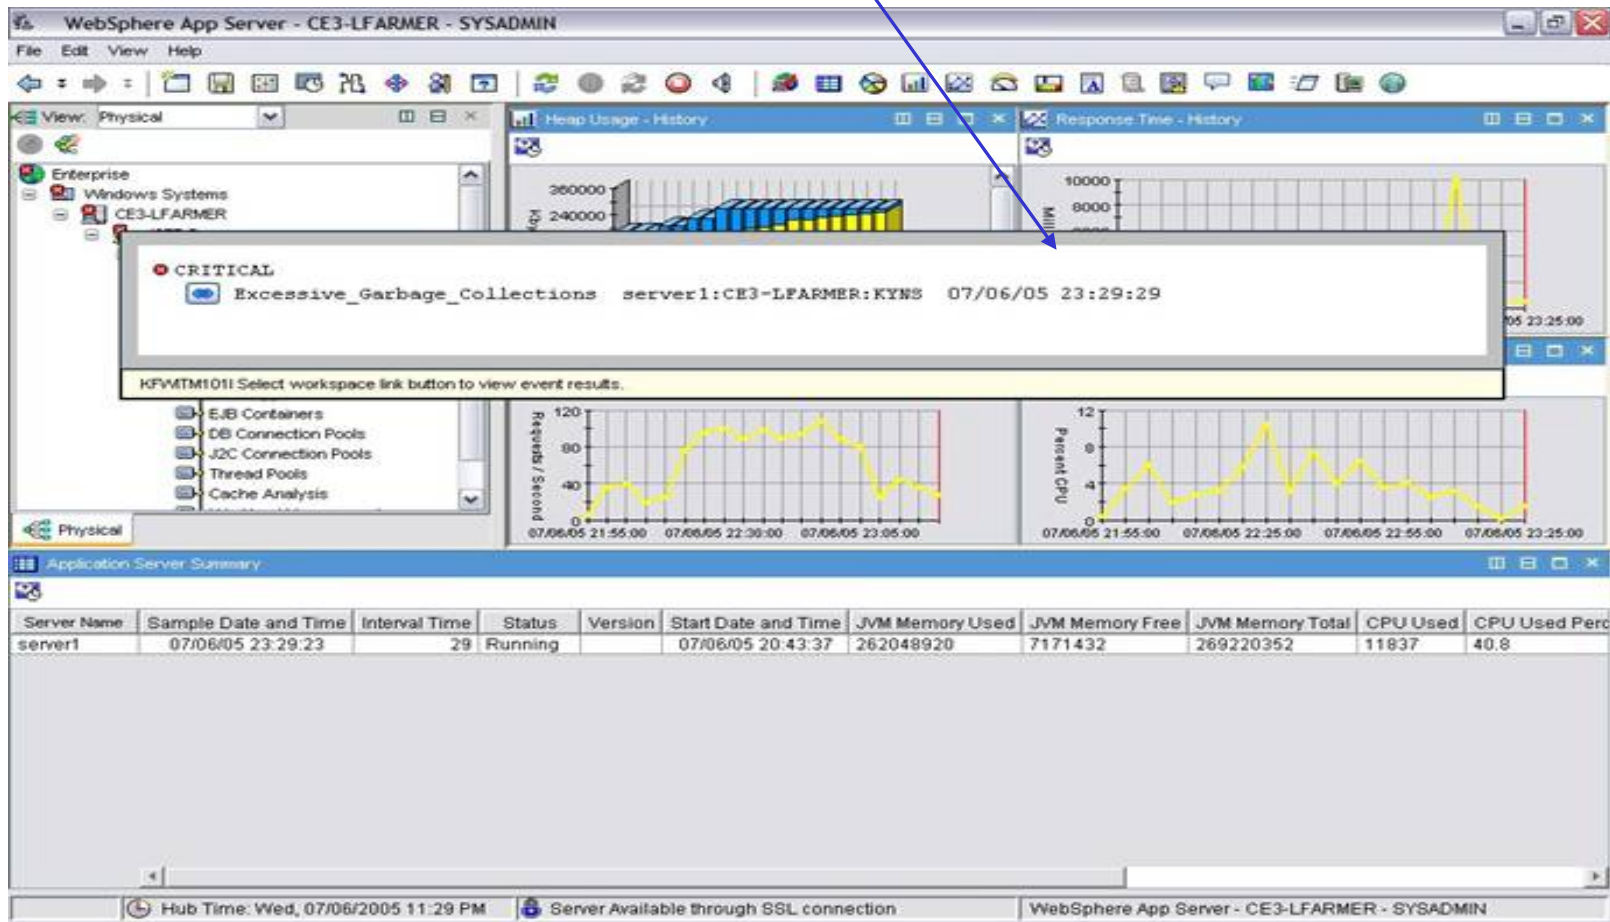 WebSphere App Server - CE3-LFARMER - SYSADMIN
File Edit View Help
View: Physical
Heap Usage - History
Response Time - History
Enterprise
Windows Systems
CE3-LFARMER
360000
240000
10000
8000
CRITICAL
Excessive_Garbage_Collections server1:CE3-LFARMER:KYNS 07/06/05 23:29:29
23:25:00
KFWITM101I Select workspace link button to view event results.
EJB Containers
DB Connection Pools
J2C Connection Pools
Thread Pools
Cache Analysis
Physical
Requests / Second
120
80
40
0
07/06/05 21:55:00 07/06/05 22:30:00 07/06/05 23:05:00
Percent CPU
12
8
4
0
07/06/05 21:55:00 07/06/05 22:25:00 07/06/05 22:55:00 07/06/05 23:25:00
Application Server Summary
Server Name Sample Date and Time Interval Time Status Version Start Date and Time JVM Memory Used JVM Memory Free JVM Memory Total CPU Used CPU Used Perc
server1 07/06/05 23:29:23 29 Running 07/06/05 20:43:37 262048920 7171432 269220352 11837 40.8
Hub Time: Wed, 07/06/2005 11:29 PM
Server Available through SSL connection
WebSphere App Server - CE3-LFARMER - SYSADMIN